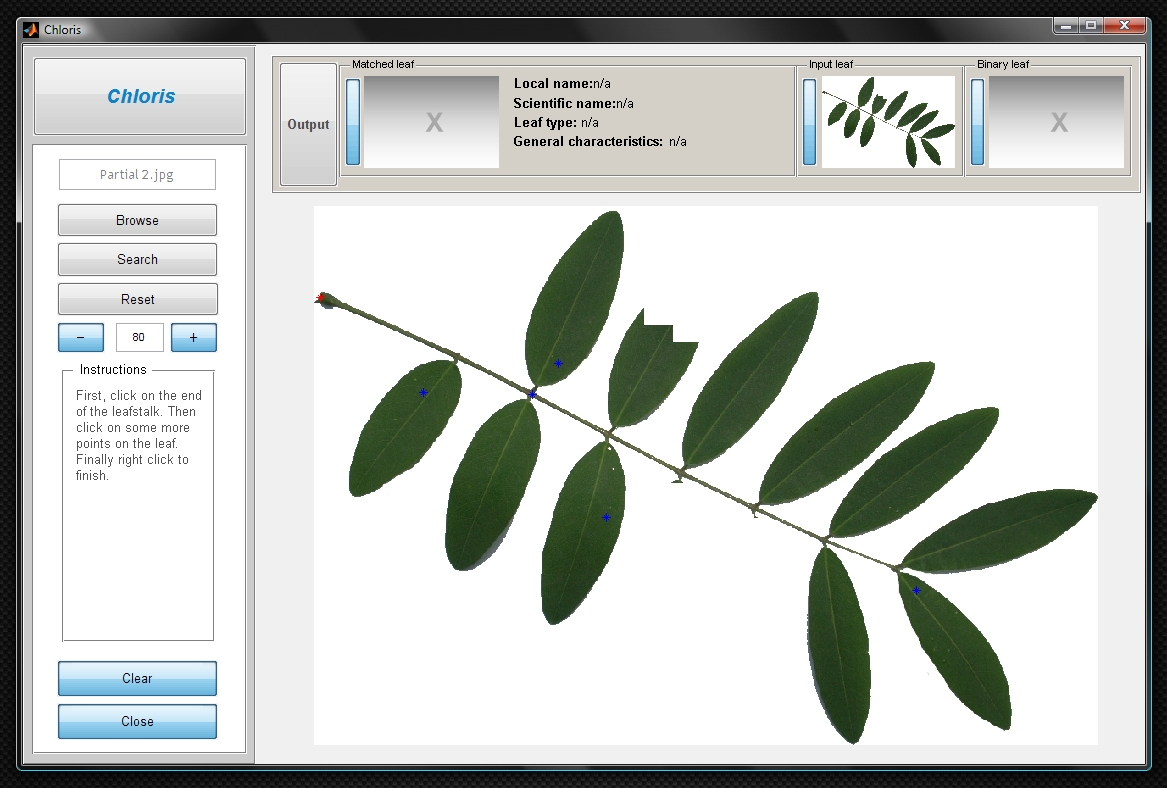 Chloris
Chloris
Partial 2.jpg
Browse
Search
Reset
− 80 +
Instructions
First, click on the end
of the leafstalk. Then
click on some more
points on the leaf.
Finally right click to
finish.
Clear
Close
Output
Matched leaf
X
Local name:n/a
Scientific name:n/a
Leaf type: n/a
General characteristics: n/a
Input leaf
Binary leaf
X